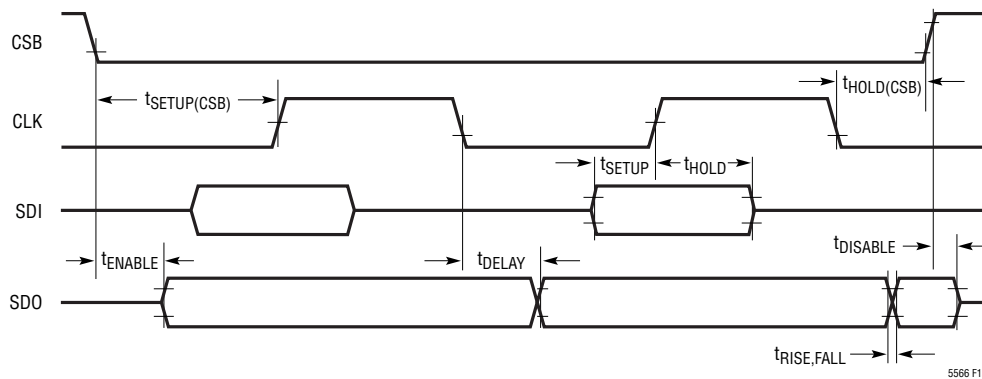 CSB
tSETUP(CSB)
tHOLD(CSB)
CLK
tSETUP
tHOLD
SDI
tENABLE
tDELAY
tDISABLE
SDO
tRISE,FALL
5566 F1